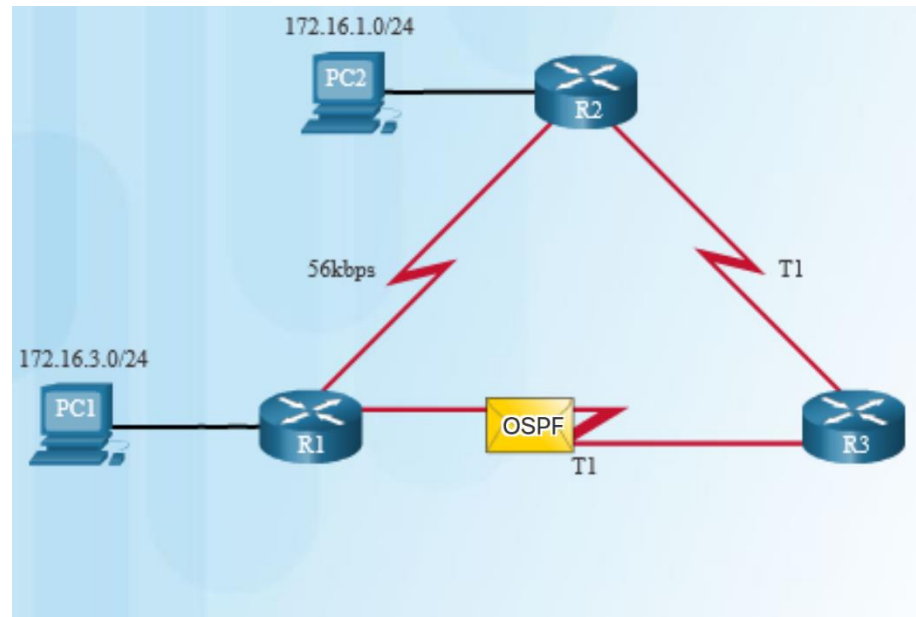 172.16.1.0/24
PC2
R2
56kbps
T1
172.16.3.0/24
PC1
R1
OSPF
T1
R3